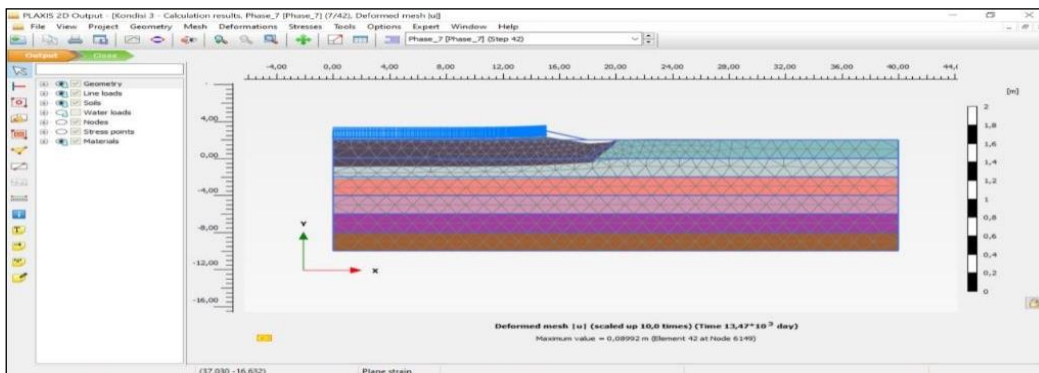 PLAXIS 2D Output - [Kondisi 3 - Calculation results, Phase_7 [Phase_7] (7/42), Deformed mesh |u|]
File View Project Geometry Mesh Deformations Stresses Tools Options Expert Window Help
Phase_7 [Phase_7] (Step 42)
Output Close
Geometry
Line loads
Soils
Water loads
Nodes
Stress points
Materials
-4,00 0,00 4,00 8,00 12,00 16,00 20,00 24,00 28,00 32,00 36,00 40,00
4,00
0,00
-4,00
-8,00
-12,00
-16,00
Y
X
[m]
2
1,8
1,6
1,4
1,2
1
0,8
0,6
0,4
0,2
0
Deformed mesh |u| (scaled up 10,0 times) (Time 13,47*10³ day)
Maximum value = 0,08992 m (Element 42 at Node 6149)
(37.030 -16.632) Plane strain